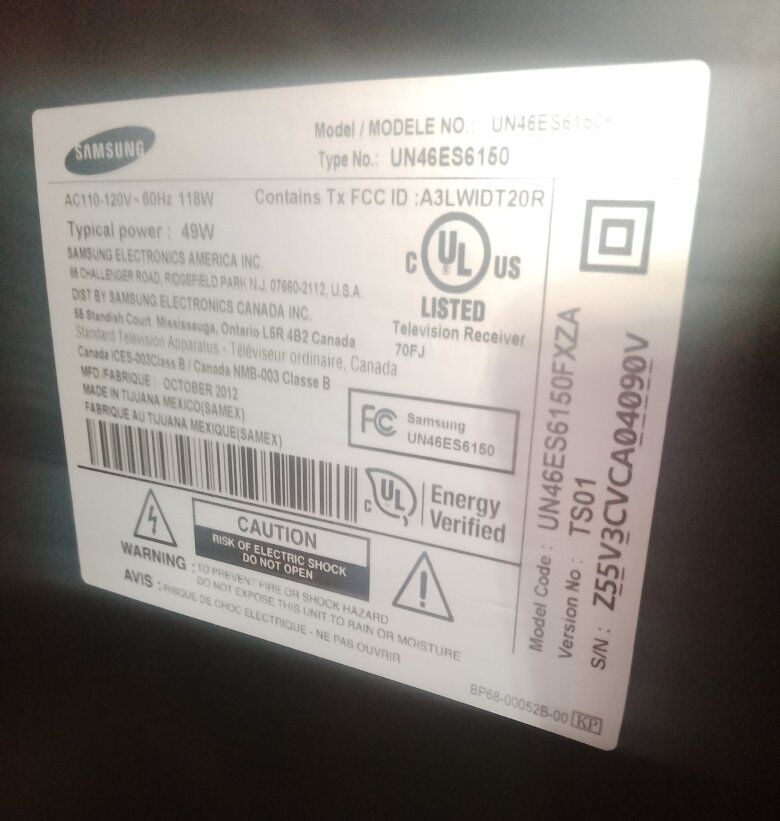 SAMSUNG
Model / MODELE NO.: UN46ES6150F
Type No.: UN46ES6150
AC110-120V~60Hz 118W
Contains Tx FCC ID :A3LWIDT20R
Typical power : 49W
SAMSUNG ELECTRONICS AMERICA INC.
85 CHALLENGER ROAD, RIDGEFIELD PARK N.J. 07660-2112, U.S.A.
DIST BY SAMSUNG ELECTRONICS CANADA INC.
55 Standish Court. Mississauga, Ontario L5R 4B2 Canada
Standard Television Apparatus - Téléviseur ordinaire, Canada
Canada ICES-003Class B / Canada NMB-003 Classe B
MFD/FABRIQUE : OCTOBER 2012
MADE IN TIJUANA MEXICO(SAMEX)
FABRIQUE AU TIJUANA MEXIQUE(SAMEX)
C UL ® US
LISTED
Television Receiver
70FJ
FC Samsung
UN46ES6150
C UL Energy
Verified
CAUTION
RISK OF ELECTRIC SHOCK
DO NOT OPEN
WARNING : TO PREVENT FIRE OR SHOCK HAZARD
DO NOT EXPOSE THIS UNIT TO RAIN OR MOISTURE
AVIS : RISQUE DE CHOC ELECTRIQUE - NE PAS OUVRIR
Model Code : UN46ES6150FXZA
Version No : TS01
S/N : Z55V3CVCA04090V
BP68-00052B-00 KP